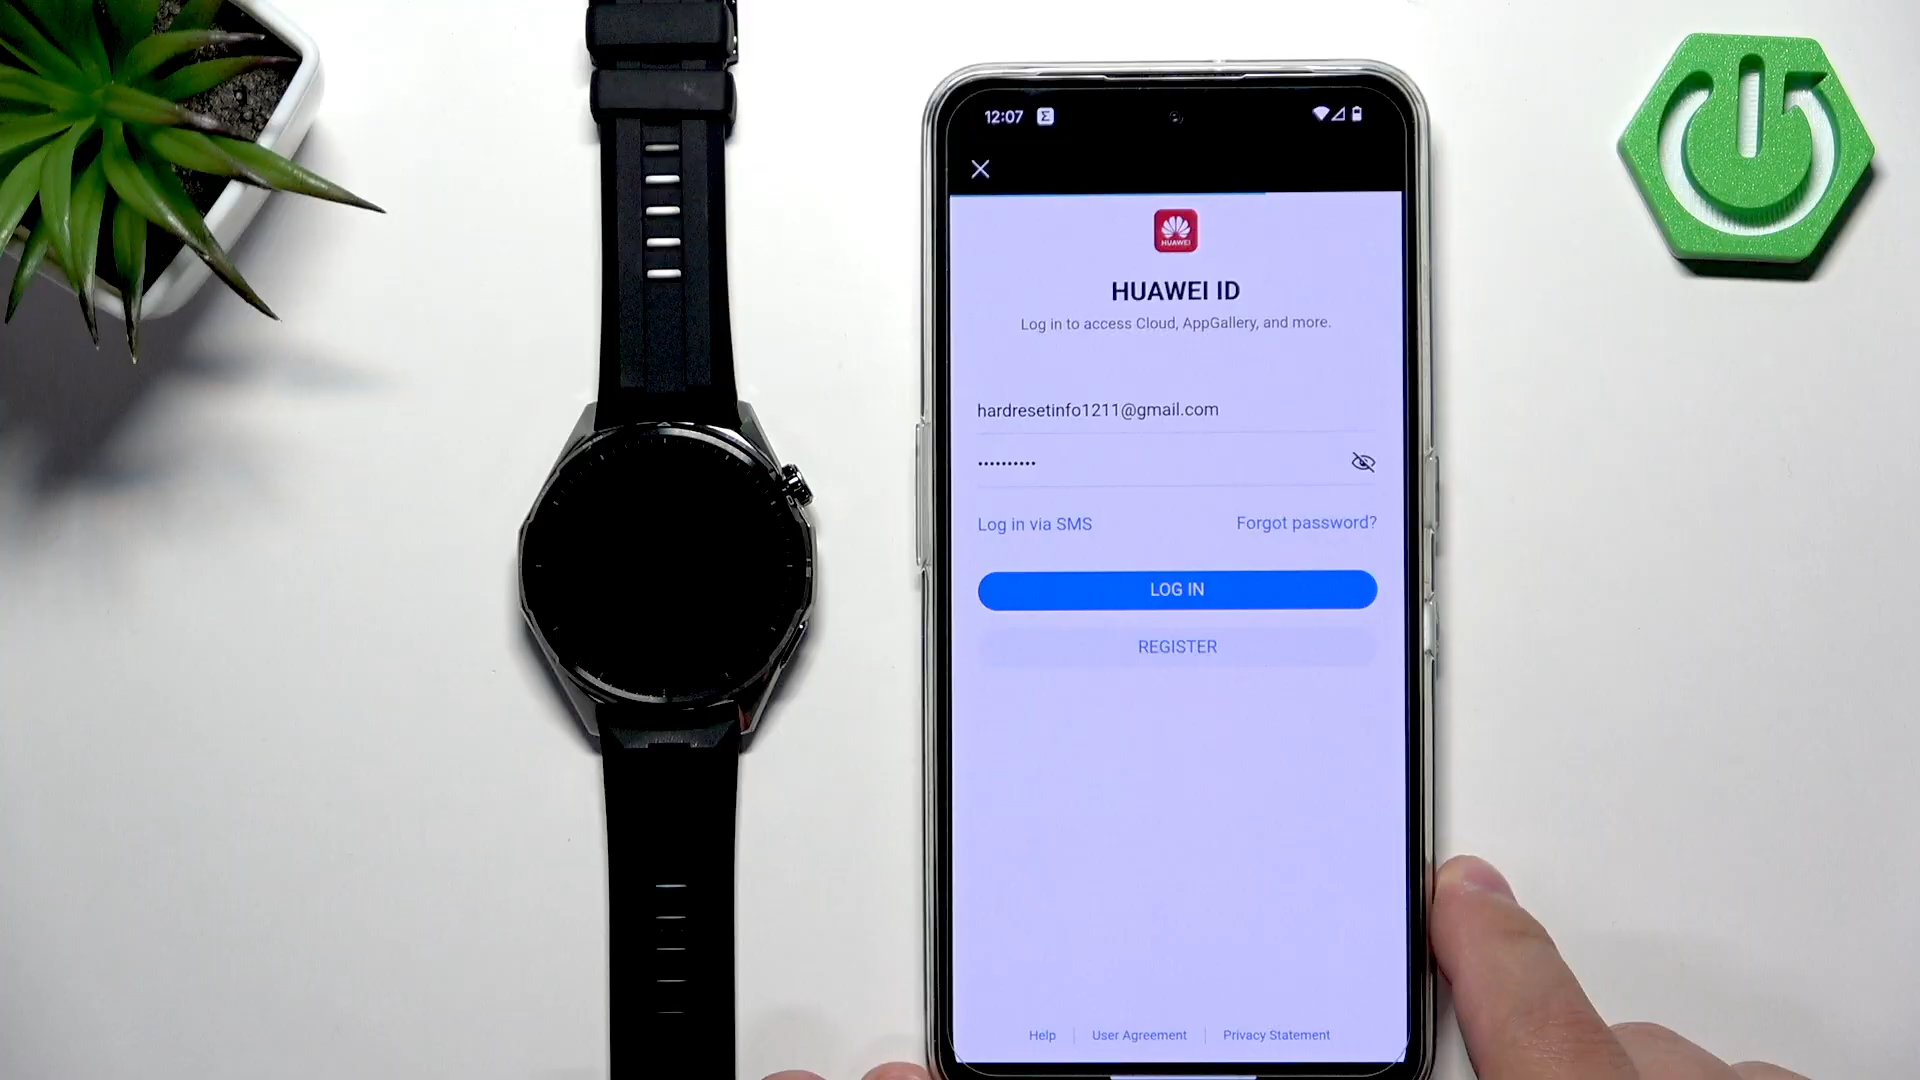 12:07
HUAWEI
HUAWEI ID
Log in to access Cloud, AppGallery, and more.
hardresetinfo1211@gmail.com
••••••••••
Log in via SMS
Forgot password?
LOG IN
REGISTER
Help
User Agreement
Privacy Statement